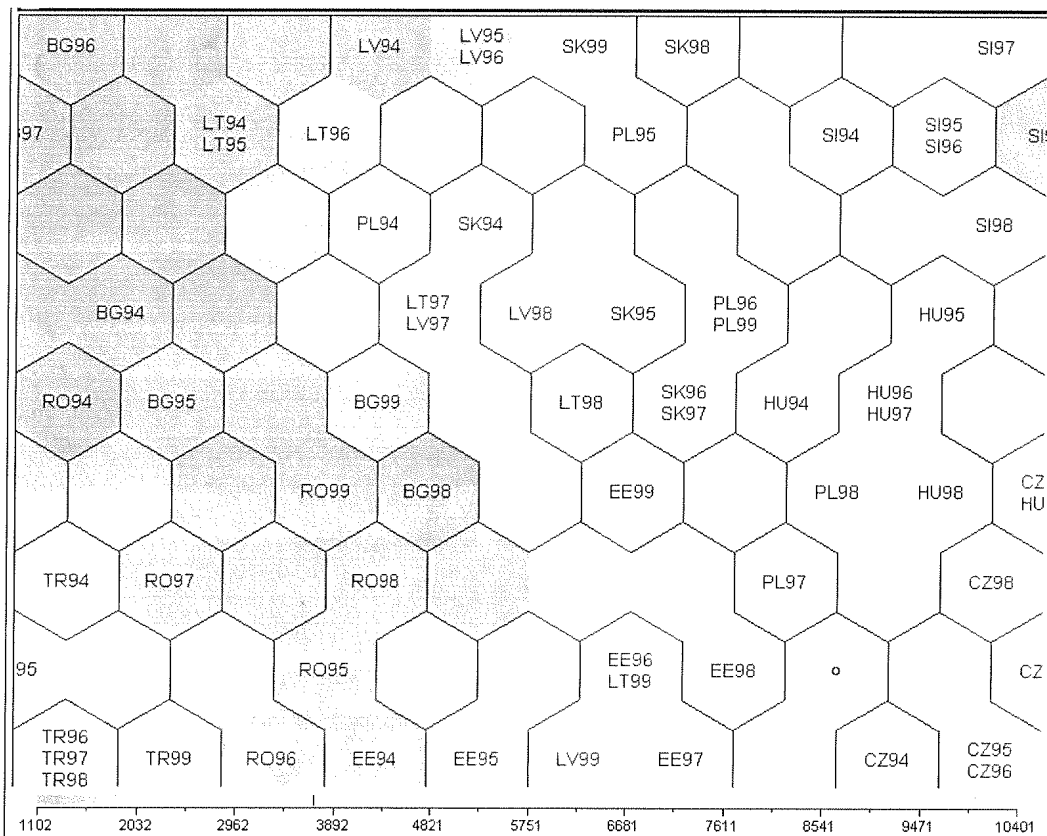 BG96 LV94 LV95 SK99 SK98 SI97
LV96
97 LT94 LT96 PL95 SI94 SI95
LT95 SI96
PL94 SK94 SI98
BG94 LT97 LV98 SK95 PL96 HU95
LV97 PL99
RO94 BG95 BG99 LT98 SK96 HU94 HU96
SK97 HU97
RO99 BG98 EE99 PL98 HU98 CZ
HU
TR94 RO97 RO98 PL97 CZ98
95 RO95 EE96 EE98 o CZ
LT99
TR96 TR99 RO96 EE94 EE95 LV99 EE97 CZ94 CZ95
TR97 CZ96
TR98
1102 2032 2962 3892 4821 5751 6681 7611 8541 9471 10401